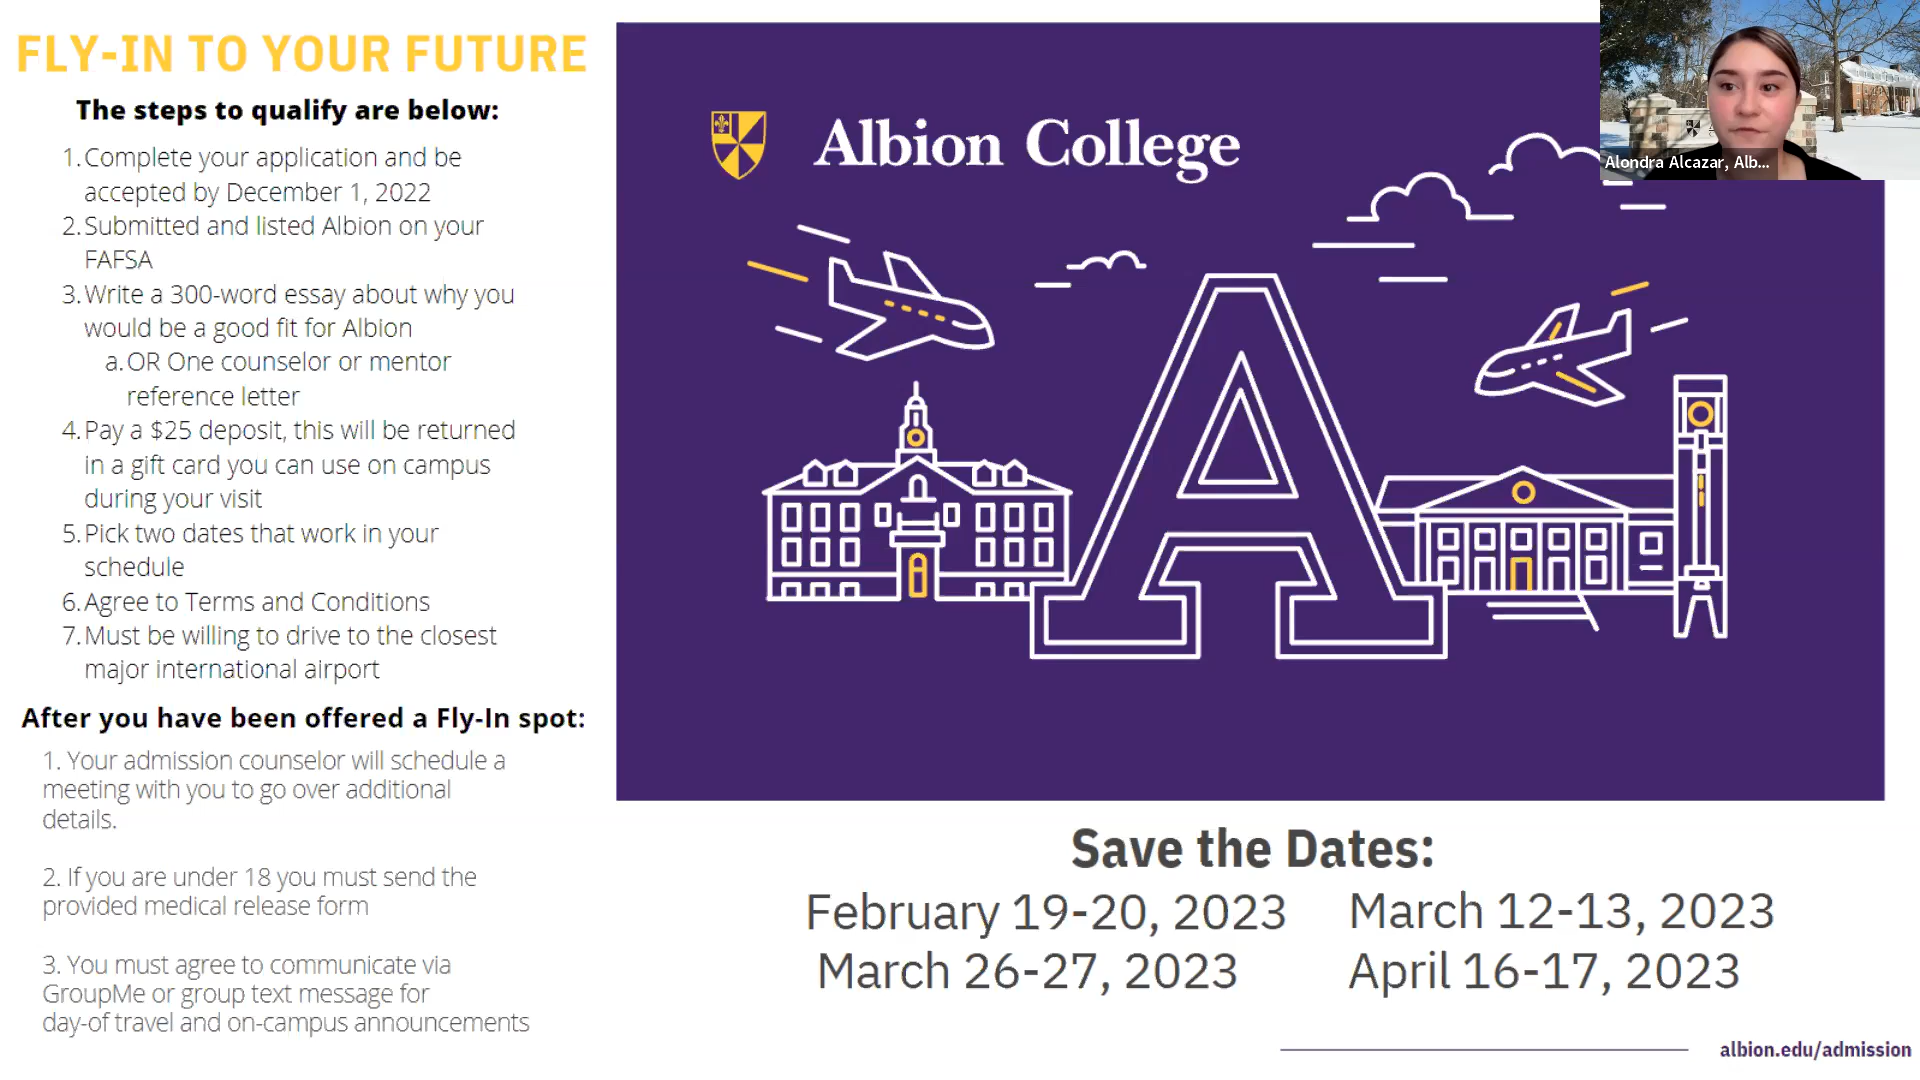 FLY-IN TO YOUR FUTURE
The steps to qualify are below:
1. Complete your application and be
accepted by December 1, 2022
2. Submitted and listed Albion on your
FAFSA
3. Write a 300-word essay about why you
would be a good fit for Albion
a. OR One counselor or mentor
reference letter
4. Pay a $25 deposit, this will be returned
in a gift card you can use on campus
during your visit
5. Pick two dates that work in your
schedule
6. Agree to Terms and Conditions
7. Must be willing to drive to the closest
major international airport
After you have been offered a Fly-In spot:
1. Your admission counselor will schedule a
meeting with you to go over additional
details.
2. If you are under 18 you must send the
provided medical release form
3. You must agree to communicate via
GroupMe or group text message for
day-of travel and on-campus announcements
Albion College
A
Alondra Alcazar, Alb...
Save the Dates:
February 19-20, 2023
March 12-13, 2023
March 26-27, 2023
April 16-17, 2023
albion.edu/admission